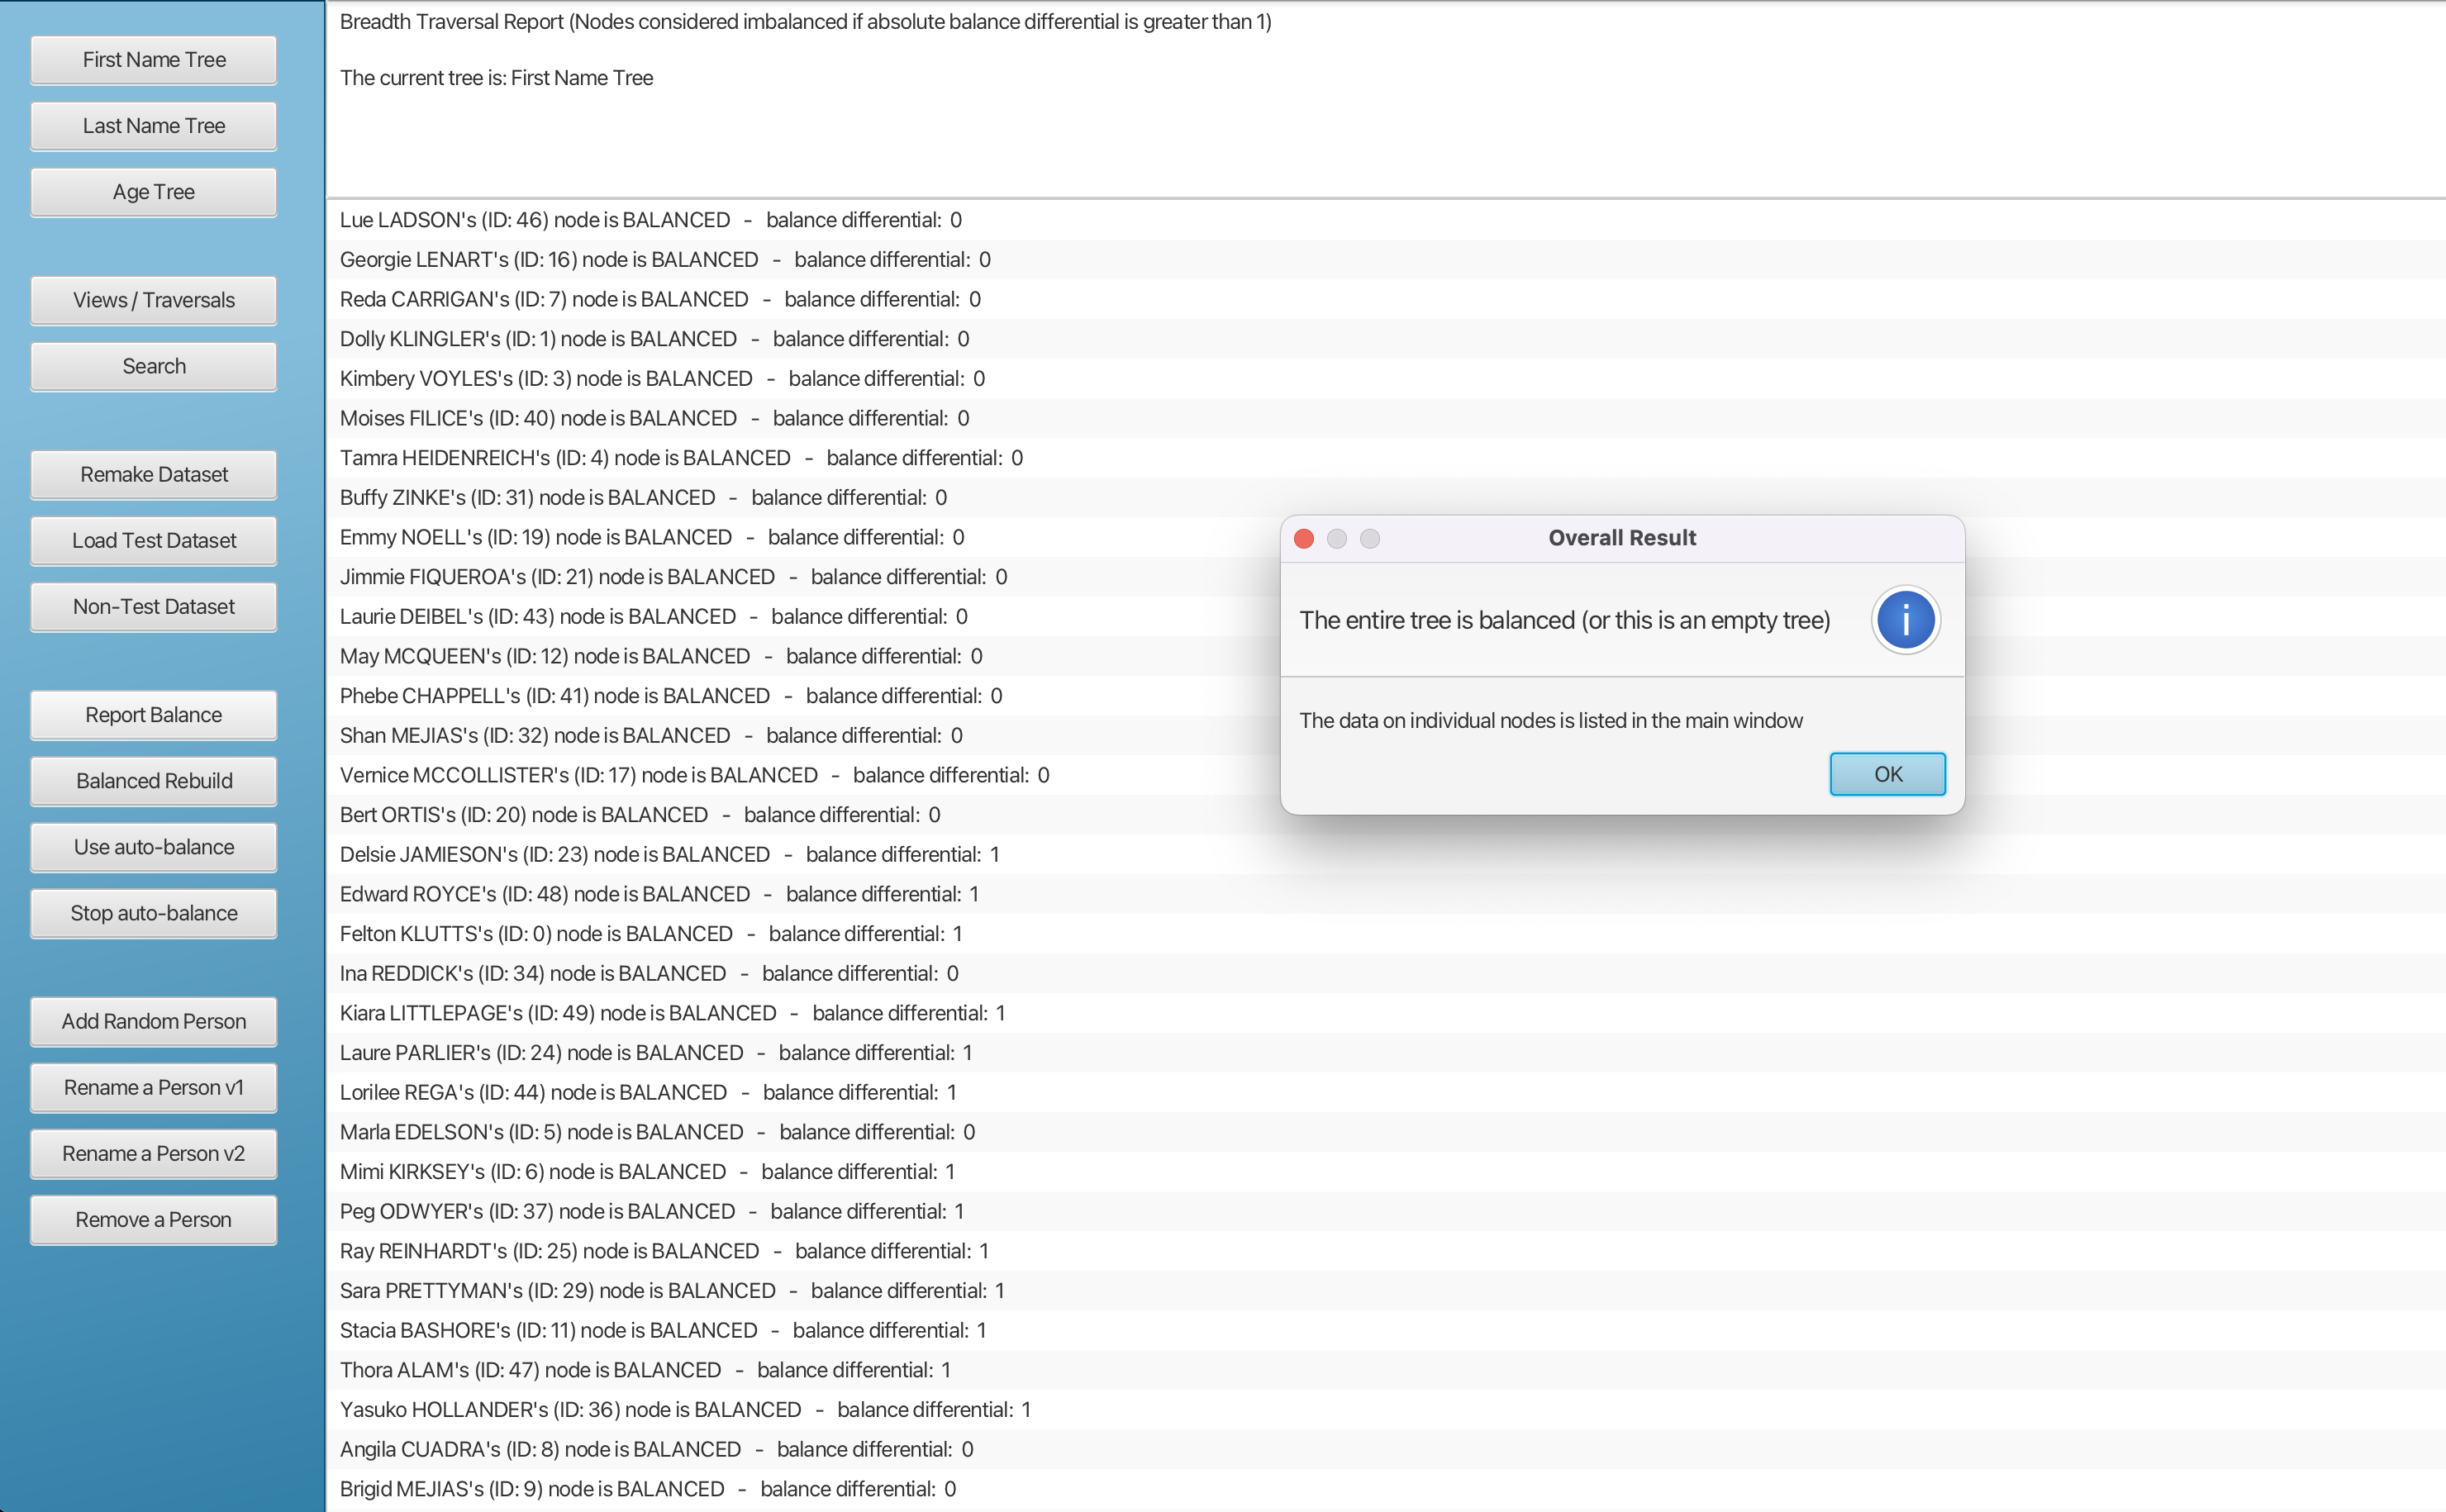 First Name Tree
Last Name Tree
Age Tree
Views / Traversals
Search
Remake Dataset
Load Test Dataset
Non-Test Dataset
Report Balance
Balanced Rebuild
Use auto-balance
Stop auto-balance
Add Random Person
Rename a Person v1
Rename a Person v2
Remove a Person
Breadth Traversal Report (Nodes considered imbalanced if absolute balance differential is greater than 1)
The current tree is: First Name Tree
Lue LADSON's (ID: 46) node is BALANCED - balance differential: 0
Georgie LENART's (ID: 16) node is BALANCED - balance differential: 0
Reda CARRIGAN's (ID: 7) node is BALANCED - balance differential: 0
Dolly KLINGLER's (ID: 1) node is BALANCED - balance differential: 0
Kimbery VOYLES's (ID: 3) node is BALANCED - balance differential: 0
Moises FILICE's (ID: 40) node is BALANCED - balance differential: 0
Tamra HEIDENREICH's (ID: 4) node is BALANCED - balance differential: 0
Buffy ZINKE's (ID: 31) node is BALANCED - balance differential: 0
Emmy NOELL's (ID: 19) node is BALANCED - balance differential: 0
Jimmie FIQUEROA's (ID: 21) node is BALANCED - balance differential: 0
Laurie DEIBEL's (ID: 43) node is BALANCED - balance differential: 0
May MCQUEEN's (ID: 12) node is BALANCED - balance differential: 0
Phebe CHAPPELL's (ID: 41) node is BALANCED - balance differential: 0
Shan MEJIAS's (ID: 32) node is BALANCED - balance differential: 0
Vernice MCCOLLISTER's (ID: 17) node is BALANCED - balance differential: 0
Bert ORTIS's (ID: 20) node is BALANCED - balance differential: 0
Delsie JAMIESON's (ID: 23) node is BALANCED - balance differential: 1
Edward ROYCE's (ID: 48) node is BALANCED - balance differential: 1
Felton KLUTTS's (ID: 0) node is BALANCED - balance differential: 1
Ina REDDICK's (ID: 34) node is BALANCED - balance differential: 0
Kiara LITTLEPAGE's (ID: 49) node is BALANCED - balance differential: 1
Laure PARLIER's (ID: 24) node is BALANCED - balance differential: 1
Lorilee REGA's (ID: 44) node is BALANCED - balance differential: 1
Marla EDELSON's (ID: 5) node is BALANCED - balance differential: 0
Mimi KIRKSEY's (ID: 6) node is BALANCED - balance differential: 1
Peg ODWYER's (ID: 37) node is BALANCED - balance differential: 1
Ray REINHARDT's (ID: 25) node is BALANCED - balance differential: 1
Sara PRETTYMAN's (ID: 29) node is BALANCED - balance differential: 1
Stacia BASHORE's (ID: 11) node is BALANCED - balance differential: 1
Thora ALAM's (ID: 47) node is BALANCED - balance differential: 1
Yasuko HOLLANDER's (ID: 36) node is BALANCED - balance differential: 1
Angila CUADRA's (ID: 8) node is BALANCED - balance differential: 0
Brigid MEJIAS's (ID: 9) node is BALANCED - balance differential: 0
Overall Result
The entire tree is balanced (or this is an empty tree)
The data on individual nodes is listed in the main window
OK